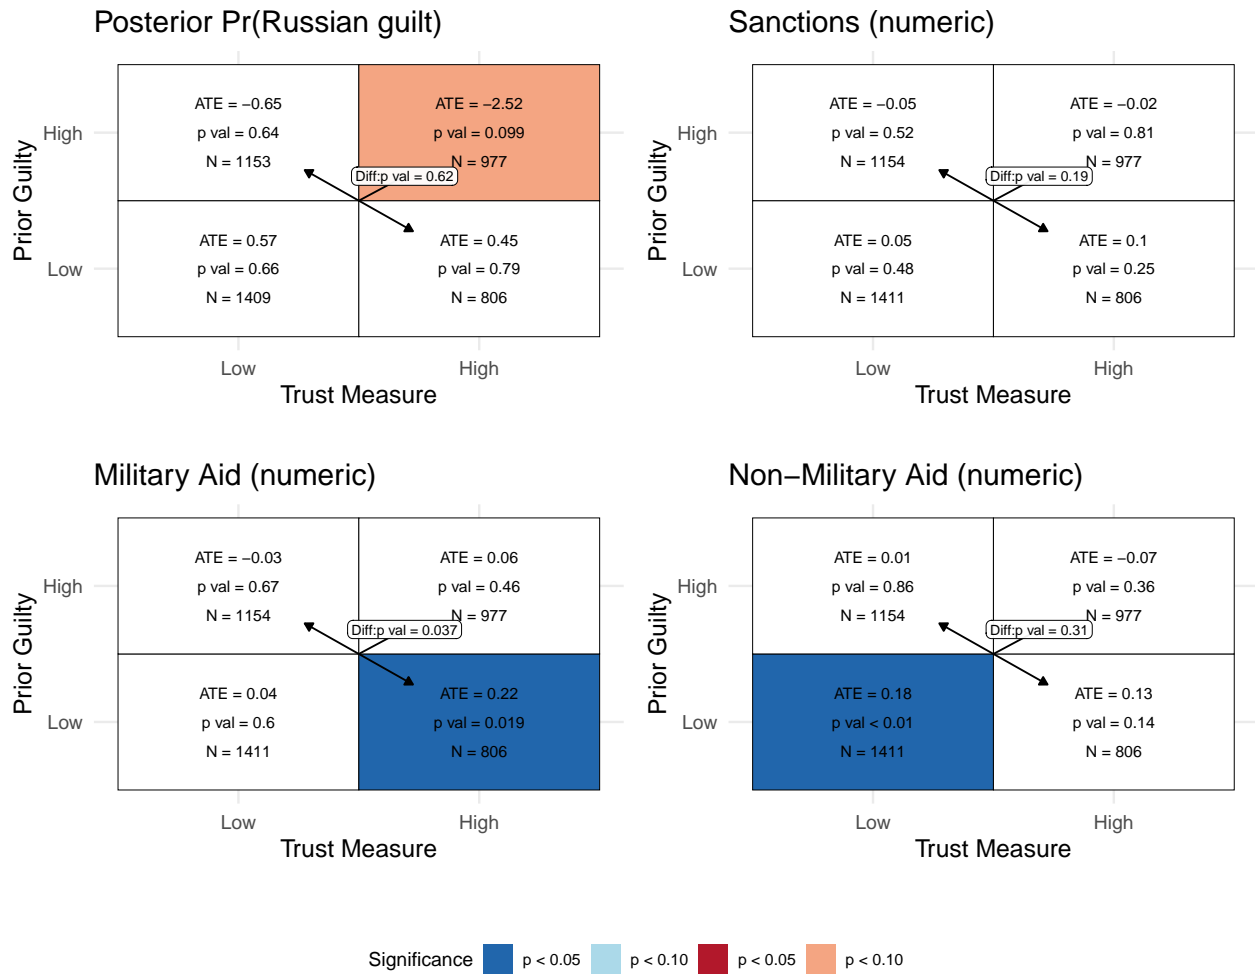 Posterior Pr(Russian guilt)
Prior Guilty
High
Low
ATE = −0.65
p val = 0.64
N = 1153
ATE = −2.52
p val = 0.099
N = 977
Diff:p val = 0.62
ATE = 0.57
p val = 0.66
N = 1409
ATE = 0.45
p val = 0.79
N = 806
Low
High
Trust Measure
Sanctions (numeric)
Prior Guilty
High
Low
ATE = −0.05
p val = 0.52
N = 1154
ATE = −0.02
p val = 0.81
N = 977
Diff:p val = 0.19
ATE = 0.05
p val = 0.48
N = 1411
ATE = 0.1
p val = 0.25
N = 806
Low
High
Trust Measure
Military Aid (numeric)
Prior Guilty
High
Low
ATE = −0.03
p val = 0.67
N = 1154
ATE = 0.06
p val = 0.46
N = 977
Diff:p val = 0.037
ATE = 0.04
p val = 0.6
N = 1411
ATE = 0.22
p val = 0.019
N = 806
Low
High
Trust Measure
Non−Military Aid (numeric)
Prior Guilty
High
Low
ATE = 0.01
p val = 0.86
N = 1154
ATE = −0.07
p val = 0.36
N = 977
Diff:p val = 0.31
ATE = 0.18
p val < 0.01
N = 1411
ATE = 0.13
p val = 0.14
N = 806
Low
High
Trust Measure
Significance p < 0.05 p < 0.10 p < 0.05 p < 0.10